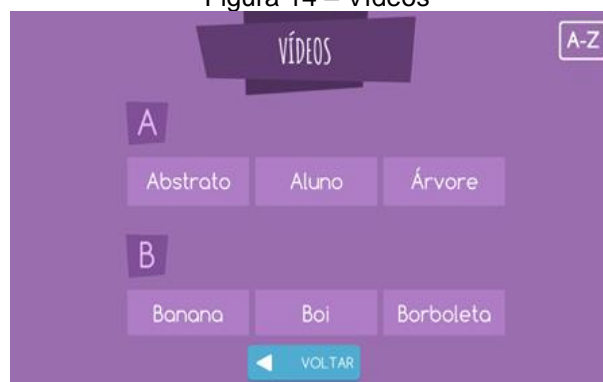 Figura 14 – Vídeos
VÍDEOS
A-Z
A
Abstrato Aluno Árvore
B
Banana Boi Borboleta
VOLTAR